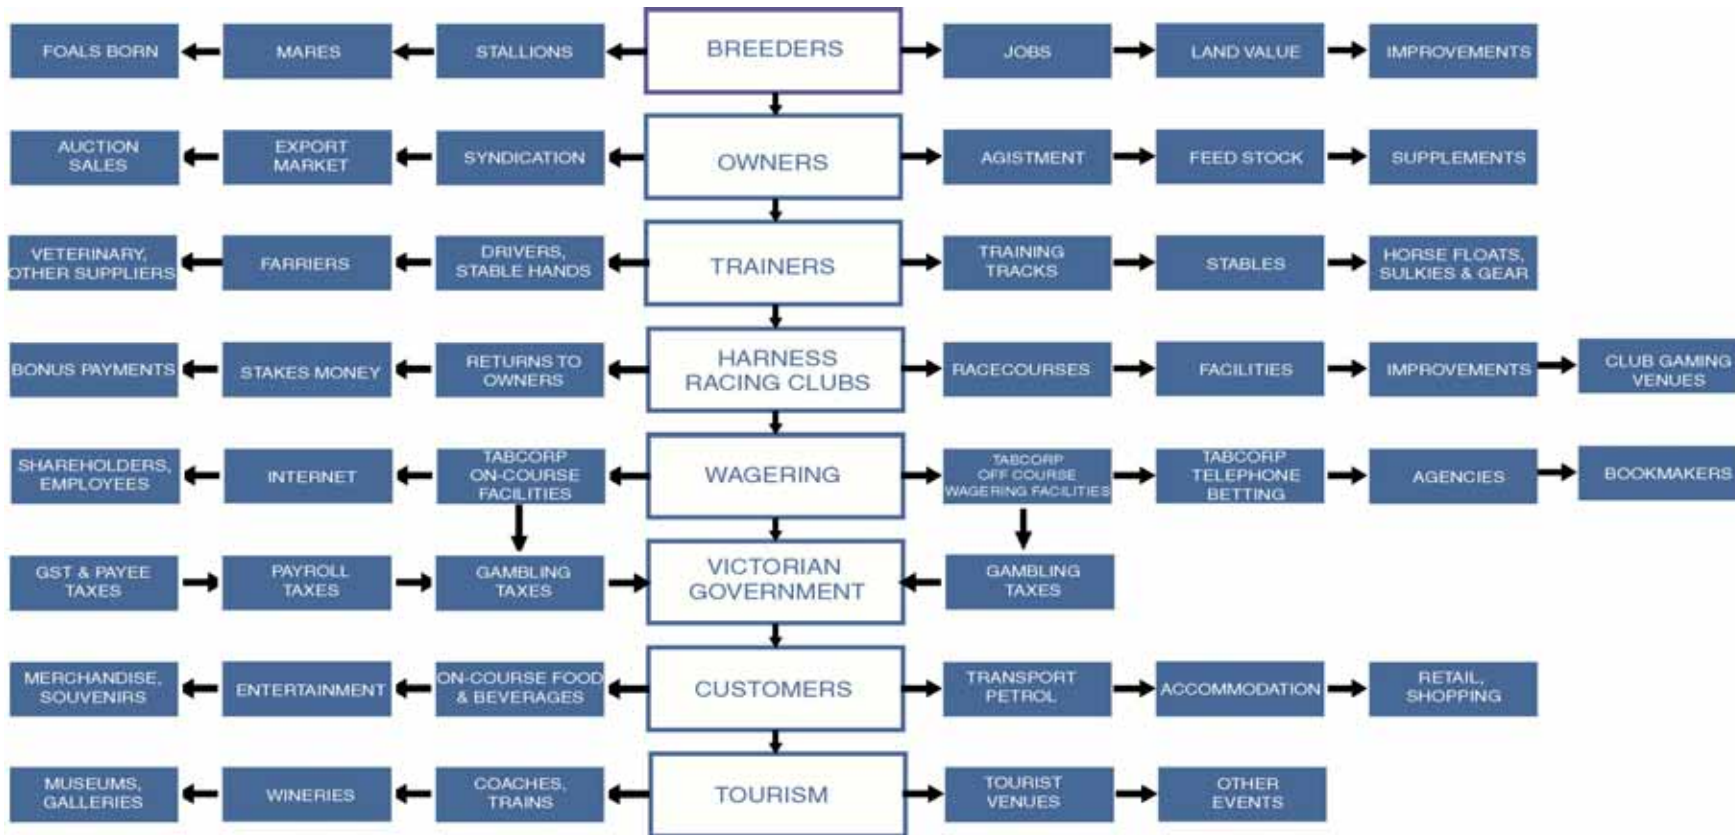 FOALS BORN
MARES
STALLIONS
BREEDERS
JOBS
LAND VALUE
IMPROVEMENTS
AUCTION
SALES
EXPORT
MARKET
SYNDICATION
OWNERS
AGISTMENT
FEED STOCK
SUPPLEMENTS
VETERINARY,
OTHER SUPPLIERS
FARRIERS
DRIVERS,
STABLE HANDS
TRAINERS
TRAINING
TRACKS
STABLES
HORSE FLOATS,
SULKIES & GEAR
BONUS PAYMENTS
STAKES MONEY
RETURNS TO
OWNERS
HARNESS
RACING CLUBS
RACECOURSES
FACILITIES
IMPROVEMENTS
CLUB GAMING
VENUES
SHAREHOLDERS,
EMPLOYEES
INTERNET
TABCORP
ON-COURSE
FACILITIES
WAGERING
TABCORP
OFF COURSE
WAGERING FACILITIES
TABCORP
TELEPHONE
BETTING
AGENCIES
BOOKMAKERS
GST & PAYEE
TAXES
PAYROLL
TAXES
GAMBLING
TAXES
VICTORIAN
GOVERNMENT
GAMBLING
TAXES
MERCHANDISE,
SOUVENIRS
ENTERTAINMENT
ON-COURSE FOOD
& BEVERAGES
CUSTOMERS
TRANSPORT
PETROL
ACCOMMODATION
RETAIL,
SHOPPING
MUSEUMS,
GALLERIES
WINERIES
COACHES,
TRAINS
TOURISM
TOURIST
VENUES
OTHER
EVENTS